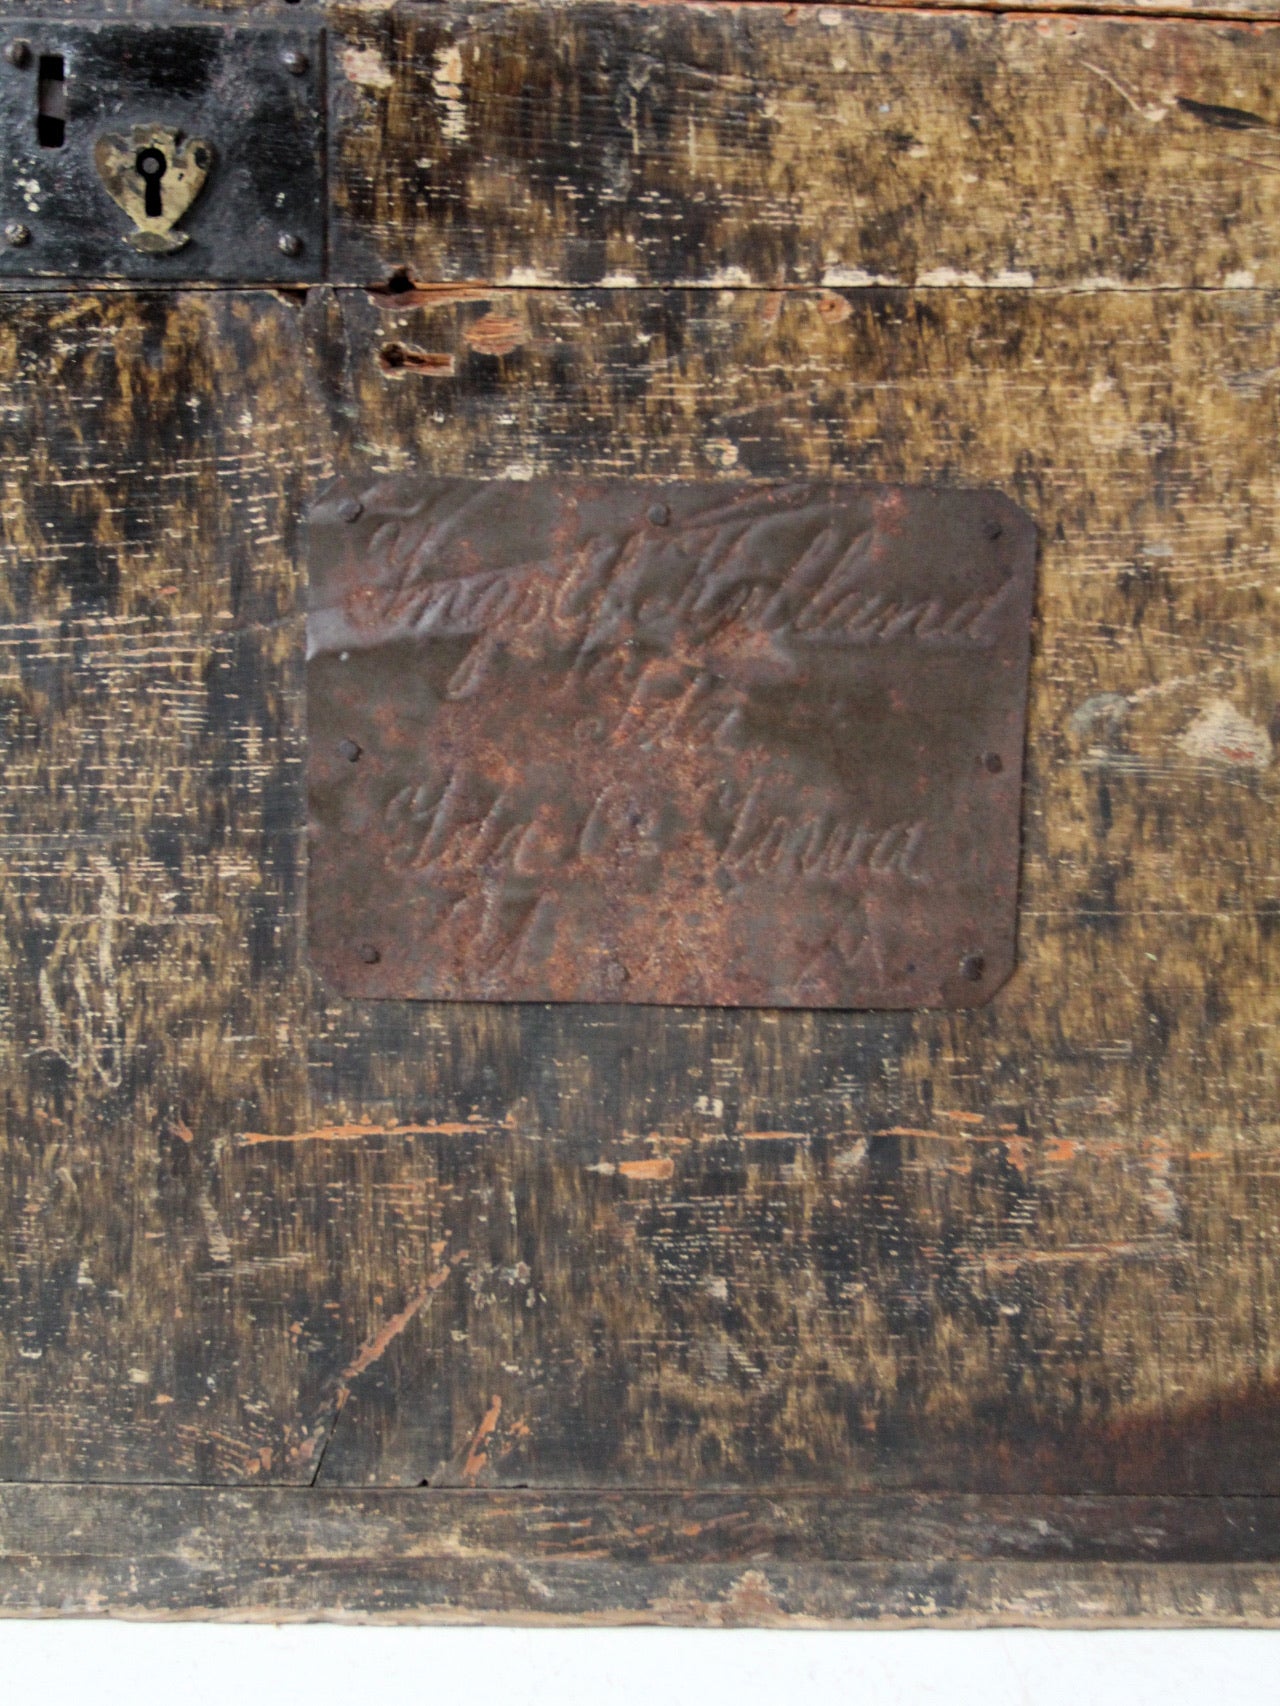 Holland
Ida
Ida Co Iowa
N A